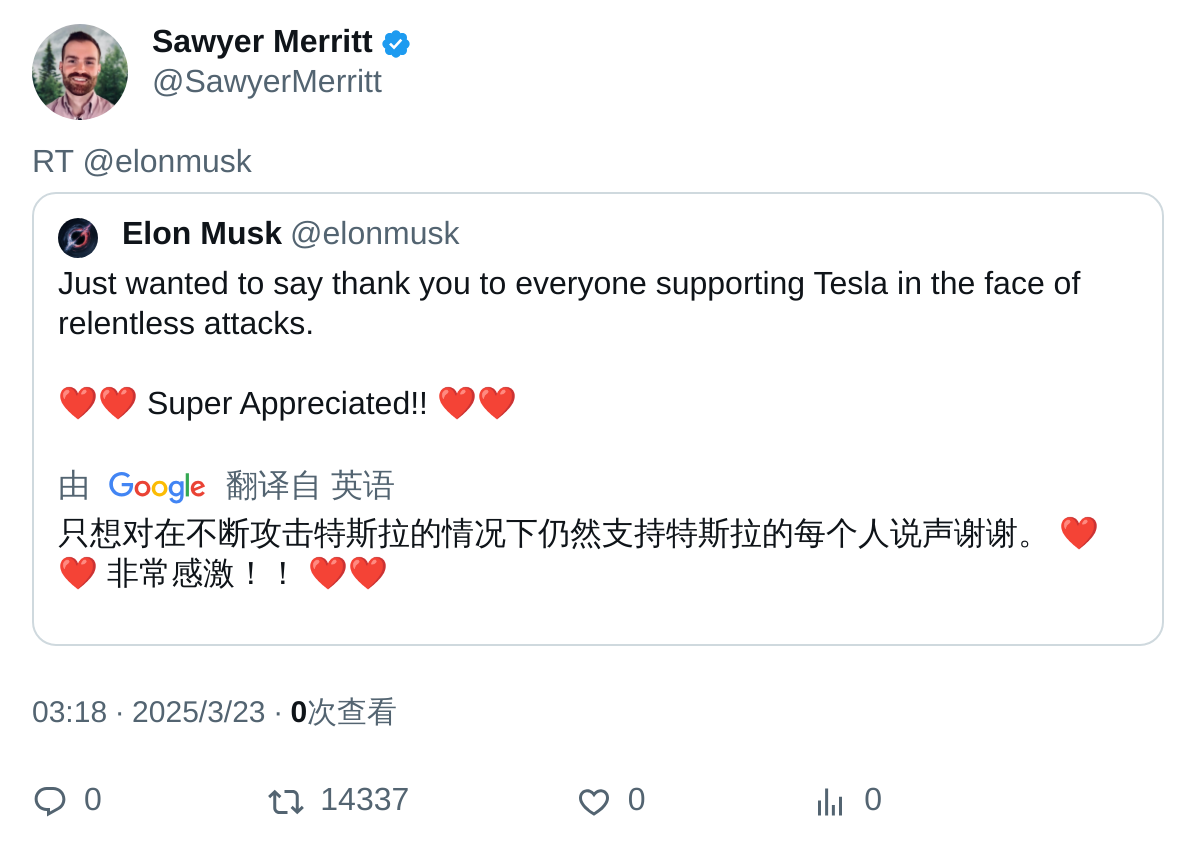 Sawyer Merritt
@SawyerMerritt
RT @elonmusk
Elon Musk @elonmusk
Just wanted to say thank you to everyone supporting Tesla in the face of
relentless attacks.
❤️❤️ Super Appreciated!! ❤️❤️
由 Google 翻译自 英语
只想对在不断攻击特斯拉的情况下仍然支持特斯拉的每个人说声谢谢。 ❤️
❤️ 非常感激！！ ❤️❤️
03:18 · 2025/3/23 · 0次查看
0 14337 0 0